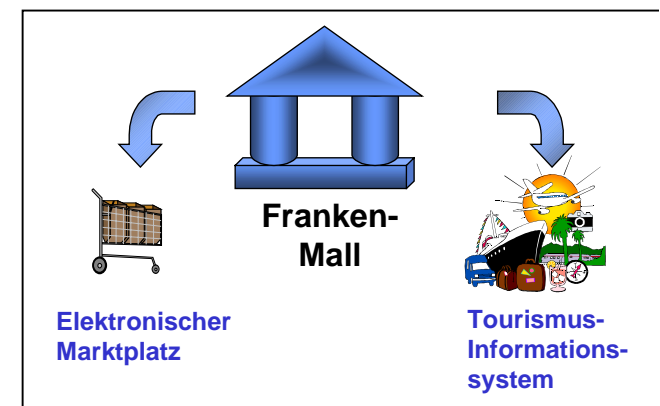 Franken-
Mall
Elektronischer
Marktplatz
Tourismus-
Informations-
system